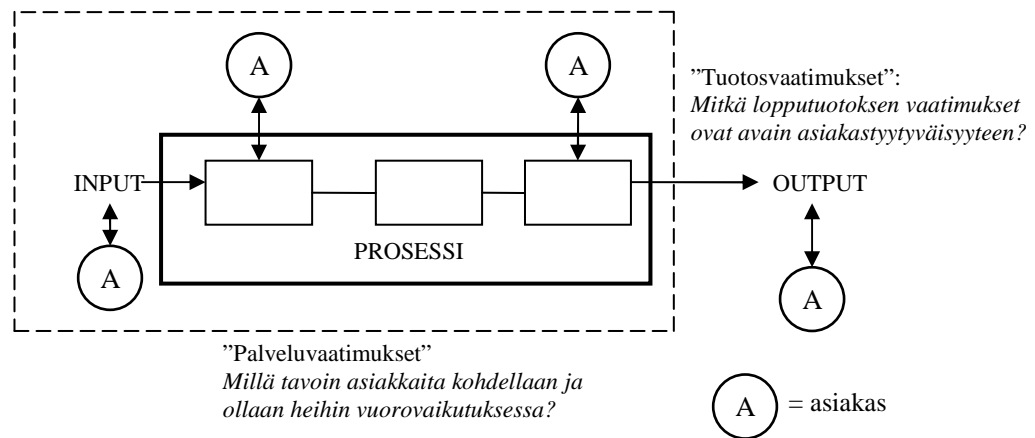 A
A
”Tuotosvaatimukset”:
Mitkä lopputuotoksen vaatimukset
ovat avain asiakastyytyväisyyteen?
INPUT
OUTPUT
PROSESSI
A
A
”Palveluvaatimukset”
Millä tavoin asiakkaita kohdellaan ja
ollaan heihin vuorovaikutuksessa?
A = asiakas